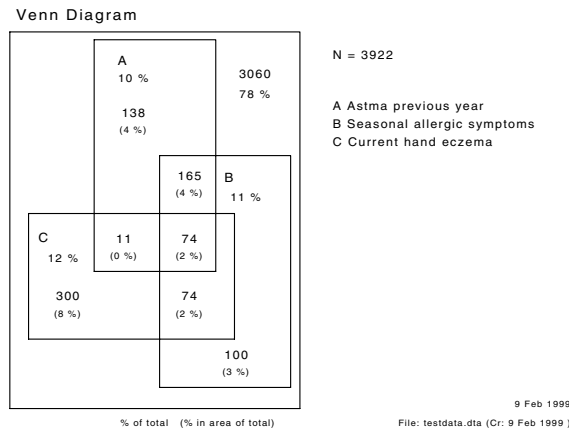 Venn Diagram
N = 3922
A
10 %
3060
78 %
138
(4 %)
A Astma previous year
B Seasonal allergic symptoms
C Current hand eczema
165
(4 %)
B
11 %
C
12 %
11
(0 %)
74
(2 %)
300
(8 %)
74
(2 %)
100
(3 %)
9 Feb 1999
% of total (% in area of total)
File: testdata.dta (Cr: 9 Feb 1999 )